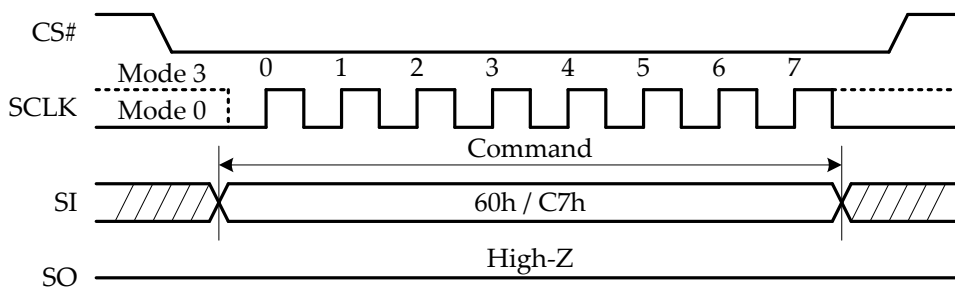 CS#
0 1 2 3 4 5 6 7
Mode 3
SCLK
Mode 0
Command
SI
60h / C7h
High-Z
SO